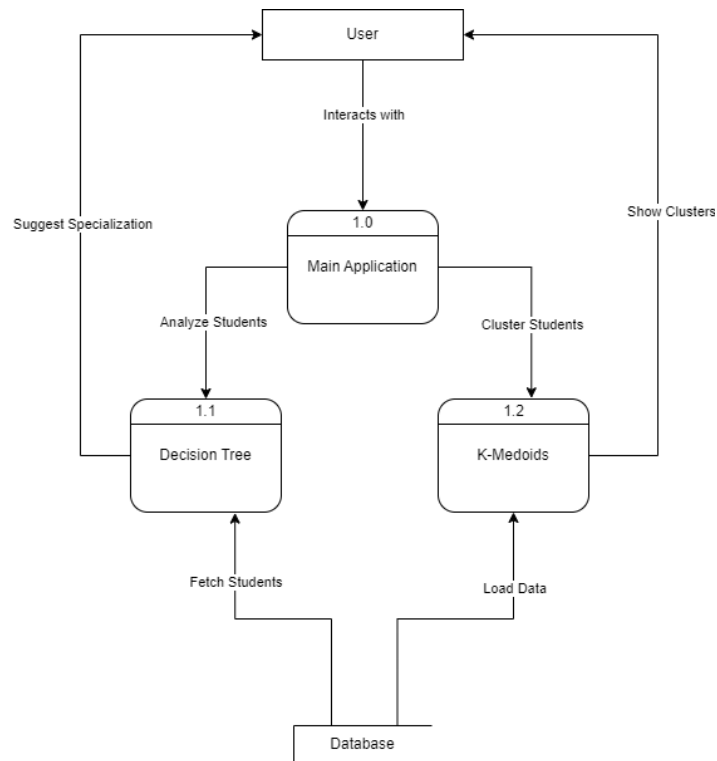 User
Interacts with
Suggest Specialization
Show Clusters
1.0
Main Application
Analyze Students
Cluster Students
1.1
Decision Tree
1.2
K-Medoids
Fetch Students
Load Data
Database